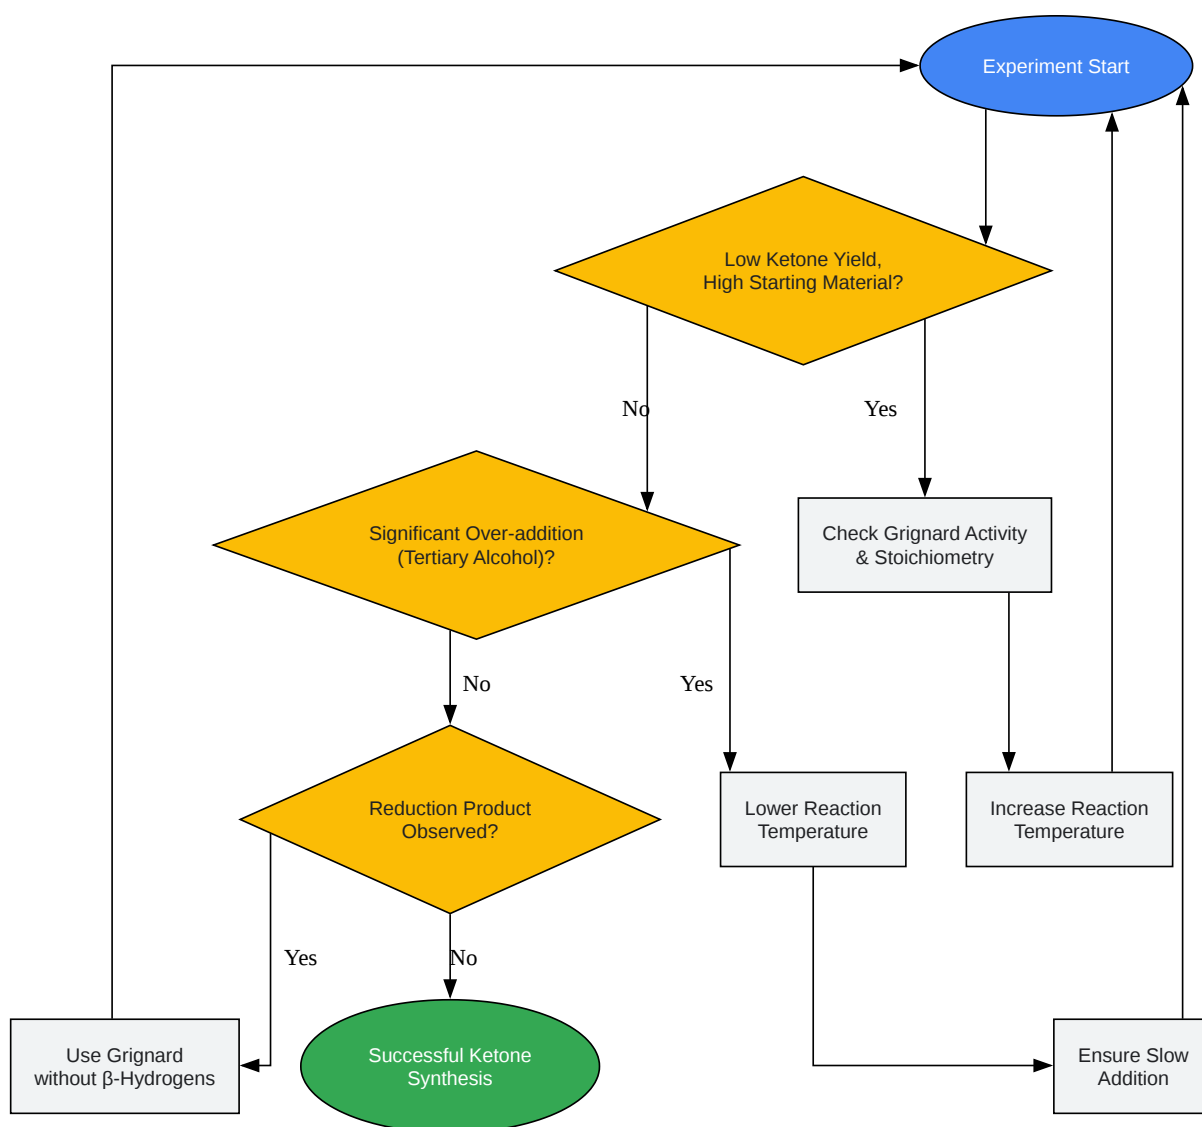 Experiment Start
Low Ketone Yield,
High Starting Material?
No
Yes
Significant Over-addition
(Tertiary Alcohol)?
Check Grignard Activity
& Stoichiometry
No
Yes
Reduction Product
Observed?
Lower Reaction
Temperature
Increase Reaction
Temperature
Yes
No
Use Grignard
without β-Hydrogens
Successful Ketone
Synthesis
Ensure Slow
Addition